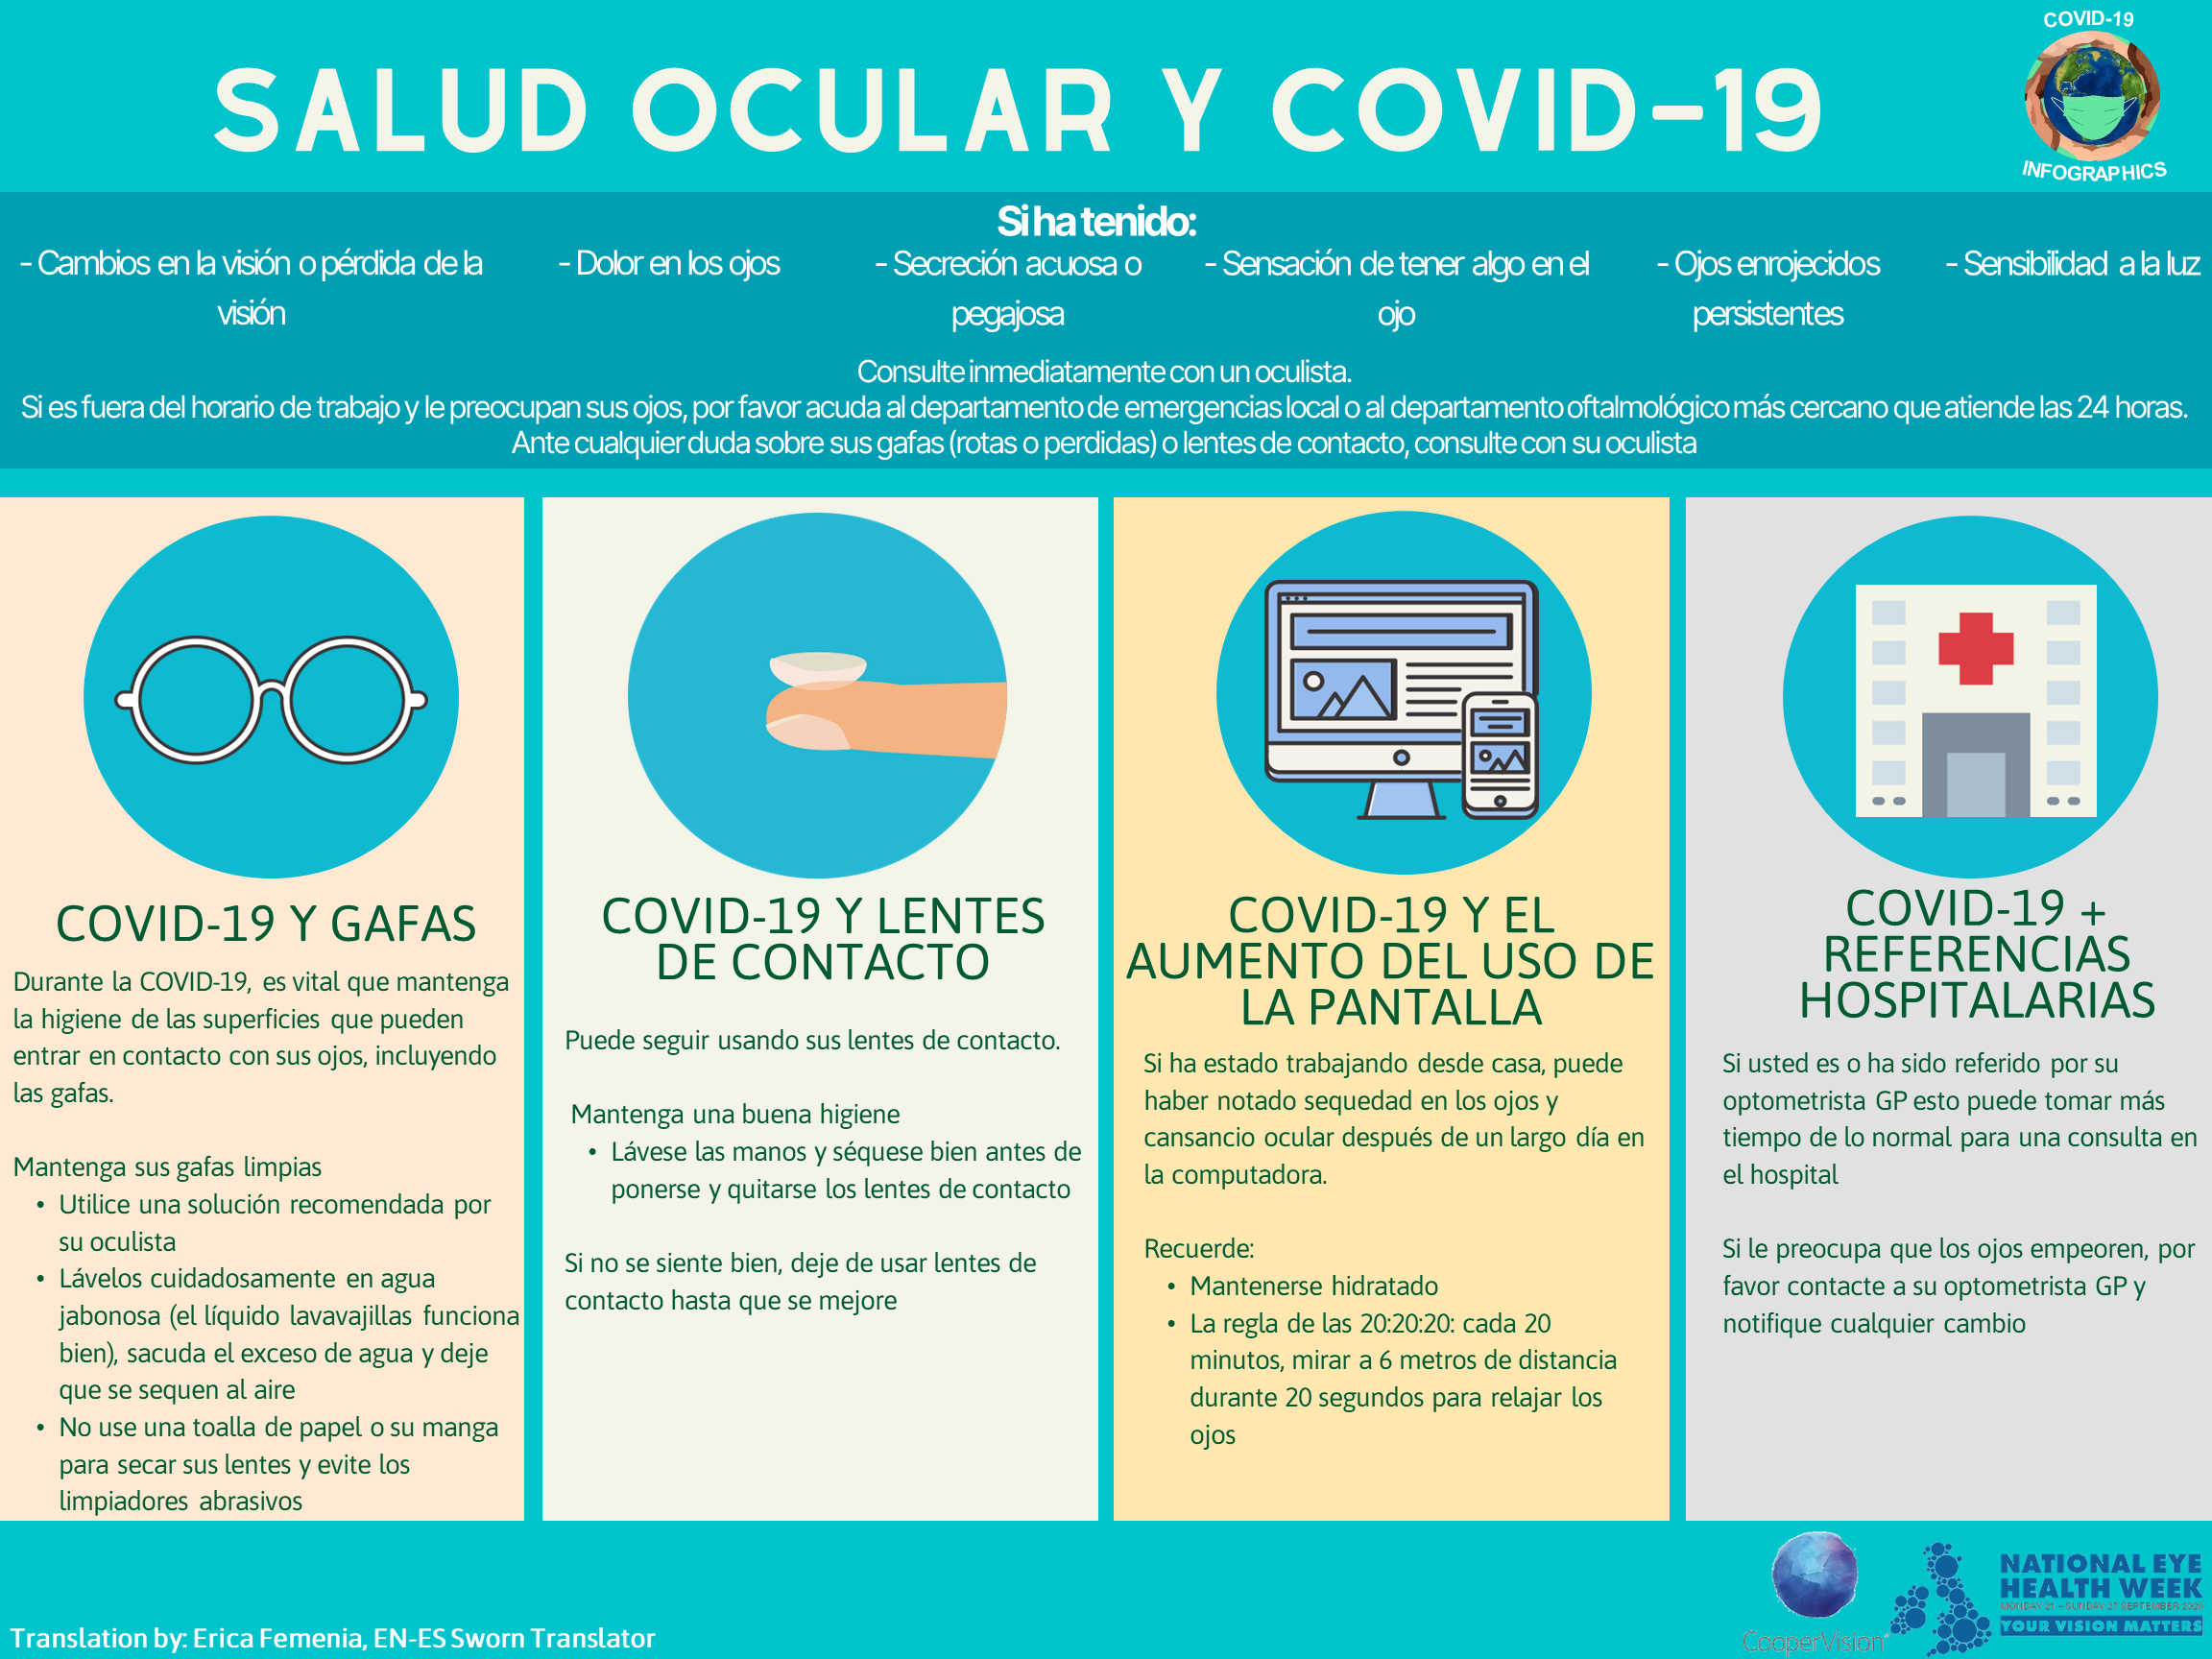 COVID-19
INFOGRAPHICS
SALUD OCULAR Y COVID-19
Si ha tenido:
- Cambios en la visión o pérdida de la
visión
- Dolor en los ojos
- Secreción acuosa o
pegajosa
- Sensación de tener algo en el
ojo
- Ojos enrojecidos
persistentes
- Sensibilidad a la luz
Consulte inmediatamente con un oculista.
Si es fuera del horario de trabajo y le preocupan sus ojos, por favor acuda al departamento de emergencias local o al departamento oftalmológico más cercano que atiende las 24 horas.
Ante cualquier duda sobre sus gafas (rotas o perdidas) o lentes de contacto, consulte con su oculista
COVID-19 Y GAFAS
Durante la COVID-19, es vital que mantenga
la higiene de las superficies que pueden
entrar en contacto con sus ojos, incluyendo
las gafas.
Mantenga sus gafas limpias
• Utilice una solución recomendada por
su oculista
• Lávelos cuidadosamente en agua
jabonosa (el líquido lavavajillas funciona
bien), sacuda el exceso de agua y deje
que se sequen al aire
• No use una toalla de papel o su manga
para secar sus lentes y evite los
limpiadores abrasivos
COVID-19 Y LENTES
DE CONTACTO
Puede seguir usando sus lentes de contacto.
Mantenga una buena higiene
• Lávese las manos y séquese bien antes de
ponerse y quitarse los lentes de contacto
Si no se siente bien, deje de usar lentes de
contacto hasta que se mejore
COVID-19 Y EL
AUMENTO DEL USO DE
LA PANTALLA
Si ha estado trabajando desde casa, puede
haber notado sequedad en los ojos y
cansancio ocular después de un largo día en
la computadora.
Recuerde:
• Mantenerse hidratado
• La regla de las 20:20:20: cada 20
minutos, mirar a 6 metros de distancia
durante 20 segundos para relajar los
ojos
COVID-19 +
REFERENCIAS
HOSPITALARIAS
Si usted es o ha sido referido por su
optometrista GP esto puede tomar más
tiempo de lo normal para una consulta en
el hospital
Si le preocupa que los ojos empeoren, por
favor contacte a su optometrista GP y
notifique cualquier cambio
Translation by: Erica Femenia, EN-ES Sworn Translator
CooperVision
NATIONAL EYE
HEALTH WEEK
MONDAY 21 - SUNDAY 27 SEPTEMBER 2020
YOUR VISION MATTERS